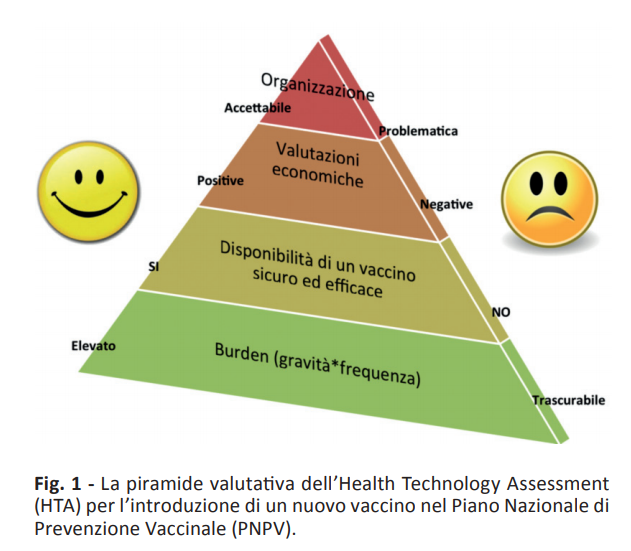 Organizzazione
Accettabile
Problematica
Valutazioni
economiche
Positive
Negative
Disponibilità di un vaccino
sicuro ed efficace
SI
NO
Elevato
Burden (gravità*frequenza)
Trascurabile
Fig. 1 - La piramide valutativa dell’Health Technology Assessment
(HTA) per l’introduzione di un nuovo vaccino nel Piano Nazionale di
Prevenzione Vaccinale (PNPV).